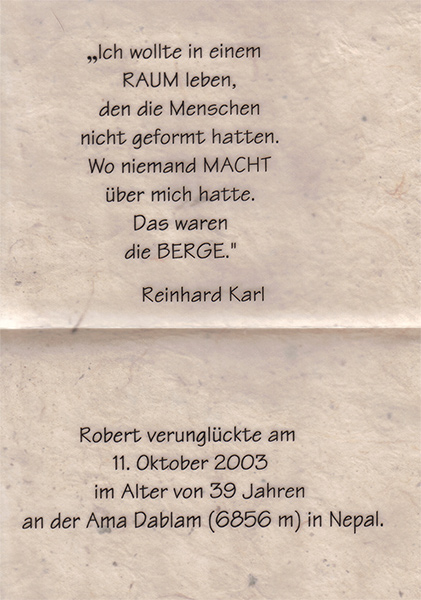 „Ich wollte in einem
RAUM leben,
den die Menschen
nicht geformt hatten.
Wo niemand MACHT
über mich hatte.
Das waren
die BERGE."
Reinhard Karl
Robert verunglückte am
11. Oktober 2003
im Alter von 39 Jahren
an der Ama Dablam (6856 m) in Nepal.